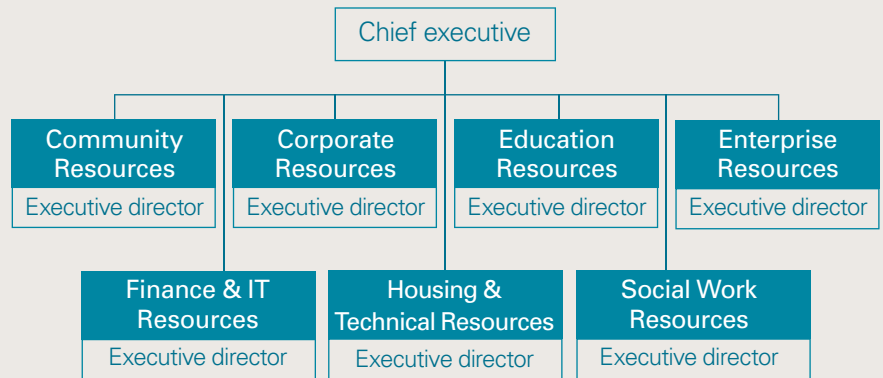 Chief executive
Community
Resources
Executive director
Corporate
Resources
Executive director
Education
Resources
Executive director
Enterprise
Resources
Executive director
Finance & IT
Resources
Executive director
Housing &
Technical Resources
Executive director
Social Work
Resources
Executive director